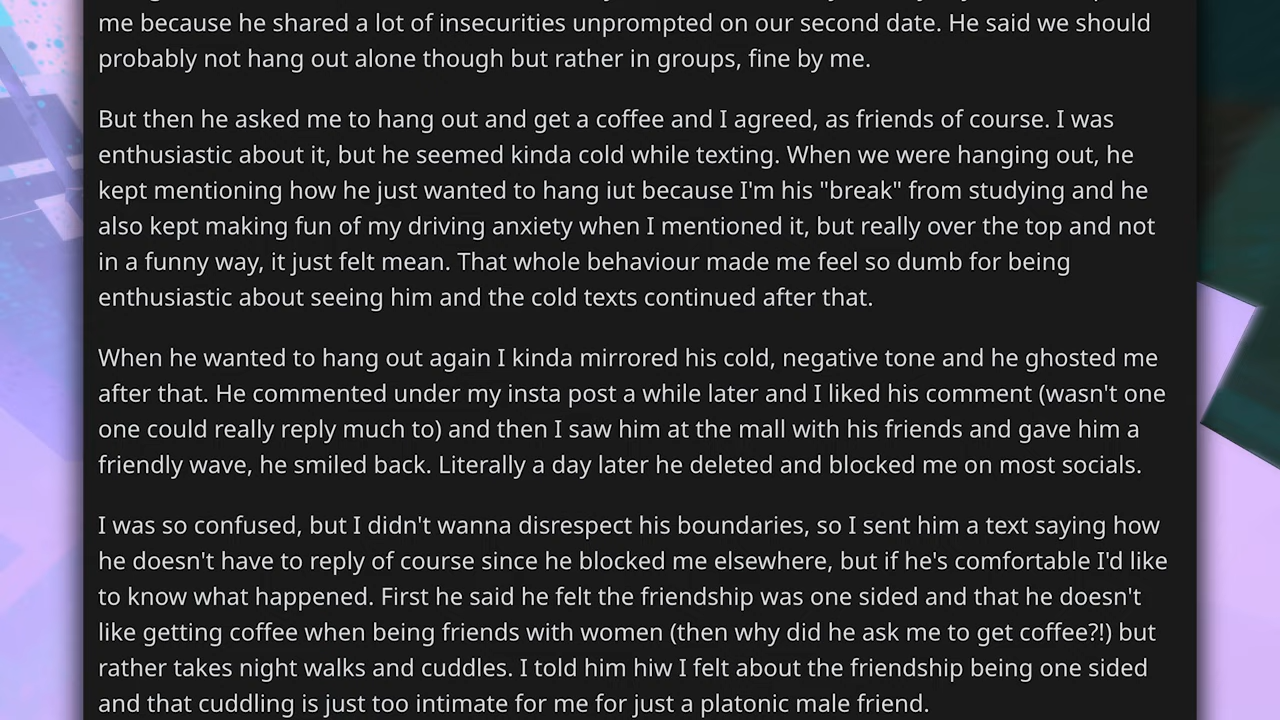 me because he shared a lot of insecurities unprompted on our second date. He said we should
probably not hang out alone though but rather in groups, fine by me.
But then he asked me to hang out and get a coffee and I agreed, as friends of course. I was
enthusiastic about it, but he seemed kinda cold while texting. When we were hanging out, he
kept mentioning how he just wanted to hang iut because I'm his "break" from studying and he
also kept making fun of my driving anxiety when I mentioned it, but really over the top and not
in a funny way, it just felt mean. That whole behaviour made me feel so dumb for being
enthusiastic about seeing him and the cold texts continued after that.
When he wanted to hang out again I kinda mirrored his cold, negative tone and he ghosted me
after that. He commented under my insta post a while later and I liked his comment (wasn't one
one could really reply much to) and then I saw him at the mall with his friends and gave him a
friendly wave, he smiled back. Literally a day later he deleted and blocked me on most socials.
I was so confused, but I didn't wanna disrespect his boundaries, so I sent him a text saying how
he doesn't have to reply of course since he blocked me elsewhere, but if he's comfortable I'd like
to know what happened. First he said he felt the friendship was one sided and that he doesn't
like getting coffee when being friends with women (then why did he ask me to get coffee?!) but
rather takes night walks and cuddles. I told him hiw I felt about the friendship being one sided
and that cuddling is just too intimate for me for just a platonic male friend.